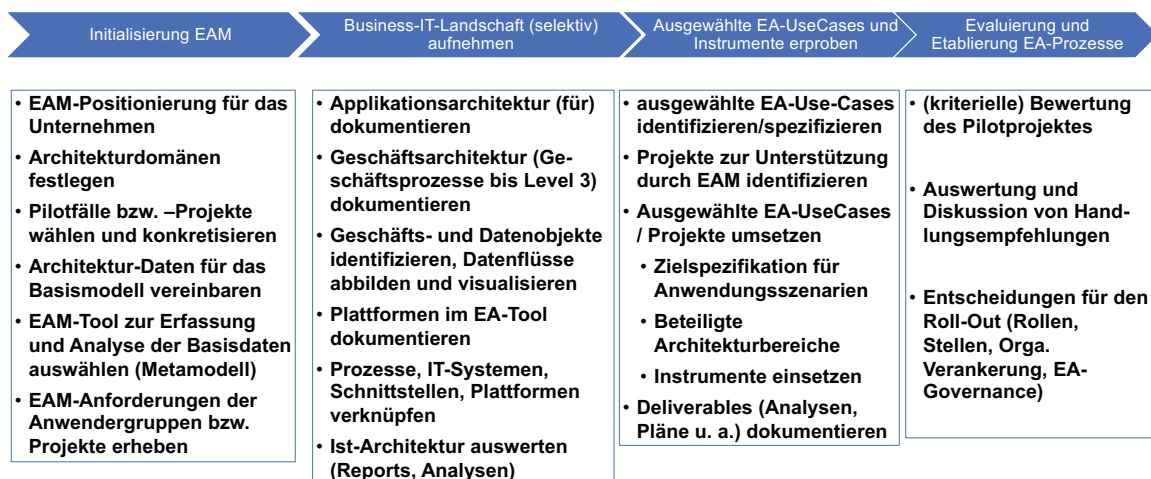 Initialisierung EAM
Business-IT-Landschaft (selektiv)
aufnehmen
Ausgewählte EA-UseCases und
Instrumente erproben
Evaluierung und
Etablierung EA-Prozesse
• EAM-Positionierung für das
Unternehmen
• Architekturdomänen
festlegen
• Pilotfälle bzw. –Projekte
wählen und konkretisieren
• Architektur-Daten für das
Basismodell vereinbaren
• EAM-Tool zur Erfassung
und Analyse der Basisdaten
auswählen (Metamodell)
• EAM-Anforderungen der
Anwendergruppen bzw.
Projekte erheben
• Applikationsarchitektur (für)
dokumentieren
• Geschäftsarchitektur (Ge-
schäftsprozesse bis Level 3)
dokumentieren
• Geschäfts- und Datenobjekte
identifizieren, Datenflüsse
abbilden und visualisieren
• Plattformen im EA-Tool
dokumentieren
• Prozesse, IT-Systemen,
Schnittstellen, Plattformen
verknüpfen
• Ist-Architektur auswerten
(Reports, Analysen)
• ausgewählte EA-Use-Cases
identifizieren/spezifizieren
• Projekte zur Unterstützung
durch EAM identifizieren
• Ausgewählte EA-UseCases
/ Projekte umsetzen
• Zielspezifikation für
Anwendungsszenarien
• Beteiligte
Architekturbereiche
• Instrumente einsetzen
• Deliverables (Analysen,
Pläne u. a.) dokumentieren
• (kriterielle) Bewertung
des Pilotprojektes
• Auswertung und
Diskussion von Hand-
lungsempfehlungen
• Entscheidungen für den
Roll-Out (Rollen,
Stellen, Orga.
Verankerung, EA-
Governance)